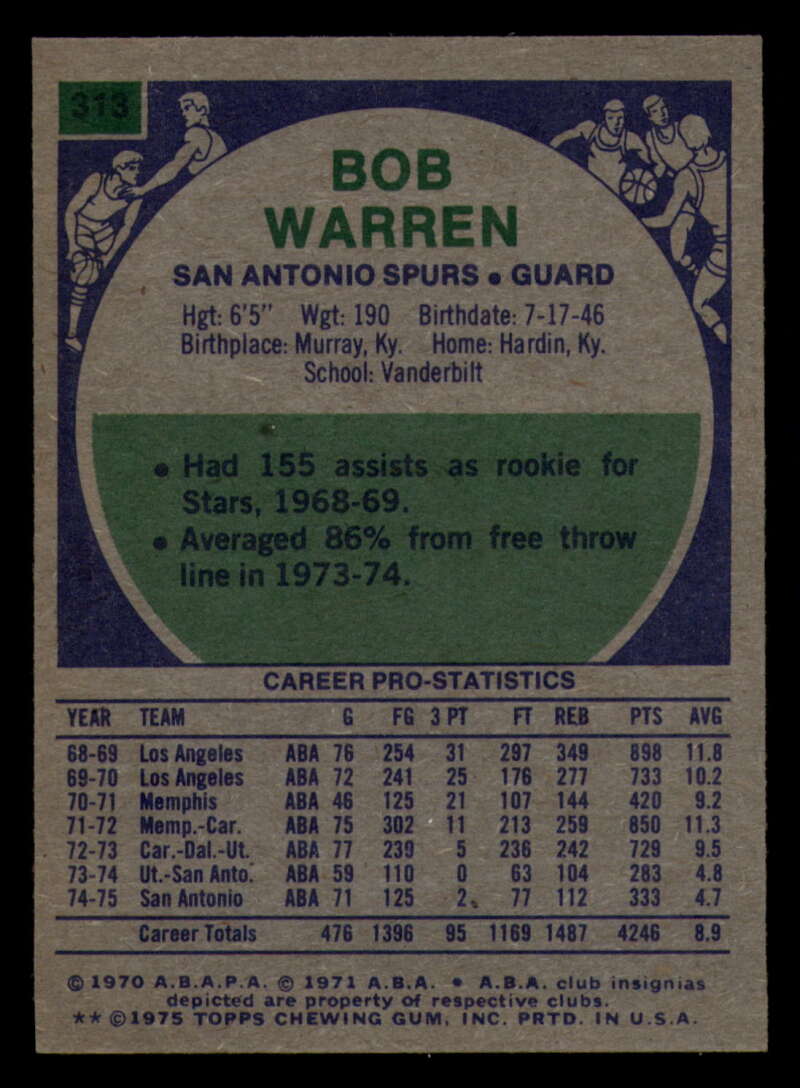 313
BOB
WARREN
SAN ANTONIO SPURS • GUARD
Hgt: 6'5" Wgt: 190 Birthdate: 7-17-46
Birthplace: Murray, Ky. Home: Hardin, Ky.
School: Vanderbilt
• Had 155 assists as rookie for
Stars, 1968-69.
• Averaged 86% from free throw
line in 1973-74.
CAREER PRO-STATISTICS
YEAR TEAM G FG 3 PT FT REB PTS AVG
68-69 Los Angeles ABA 76 254 31 297 349 898 11.8
69-70 Los Angeles ABA 72 241 25 176 277 733 10.2
70-71 Memphis ABA 46 125 21 107 144 420 9.2
71-72 Memp.-Car. ABA 75 302 11 213 259 850 11.3
72-73 Car.-Dal.-Ut. ABA 77 239 5 236 242 729 9.5
73-74 Ut.-San Anto. ABA 59 110 0 63 104 283 4.8
74-75 San Antonio ABA 71 125 2 77 112 333 4.7
Career Totals 476 1396 95 1169 1487 4246 8.9
© 1970 A.B.A.P.A. © 1971 A.B.A. • A.B.A. club insignias
depicted are property of respective clubs.
** © 1975 TOPPS CHEWING GUM, INC. PRTD. IN U.S.A.